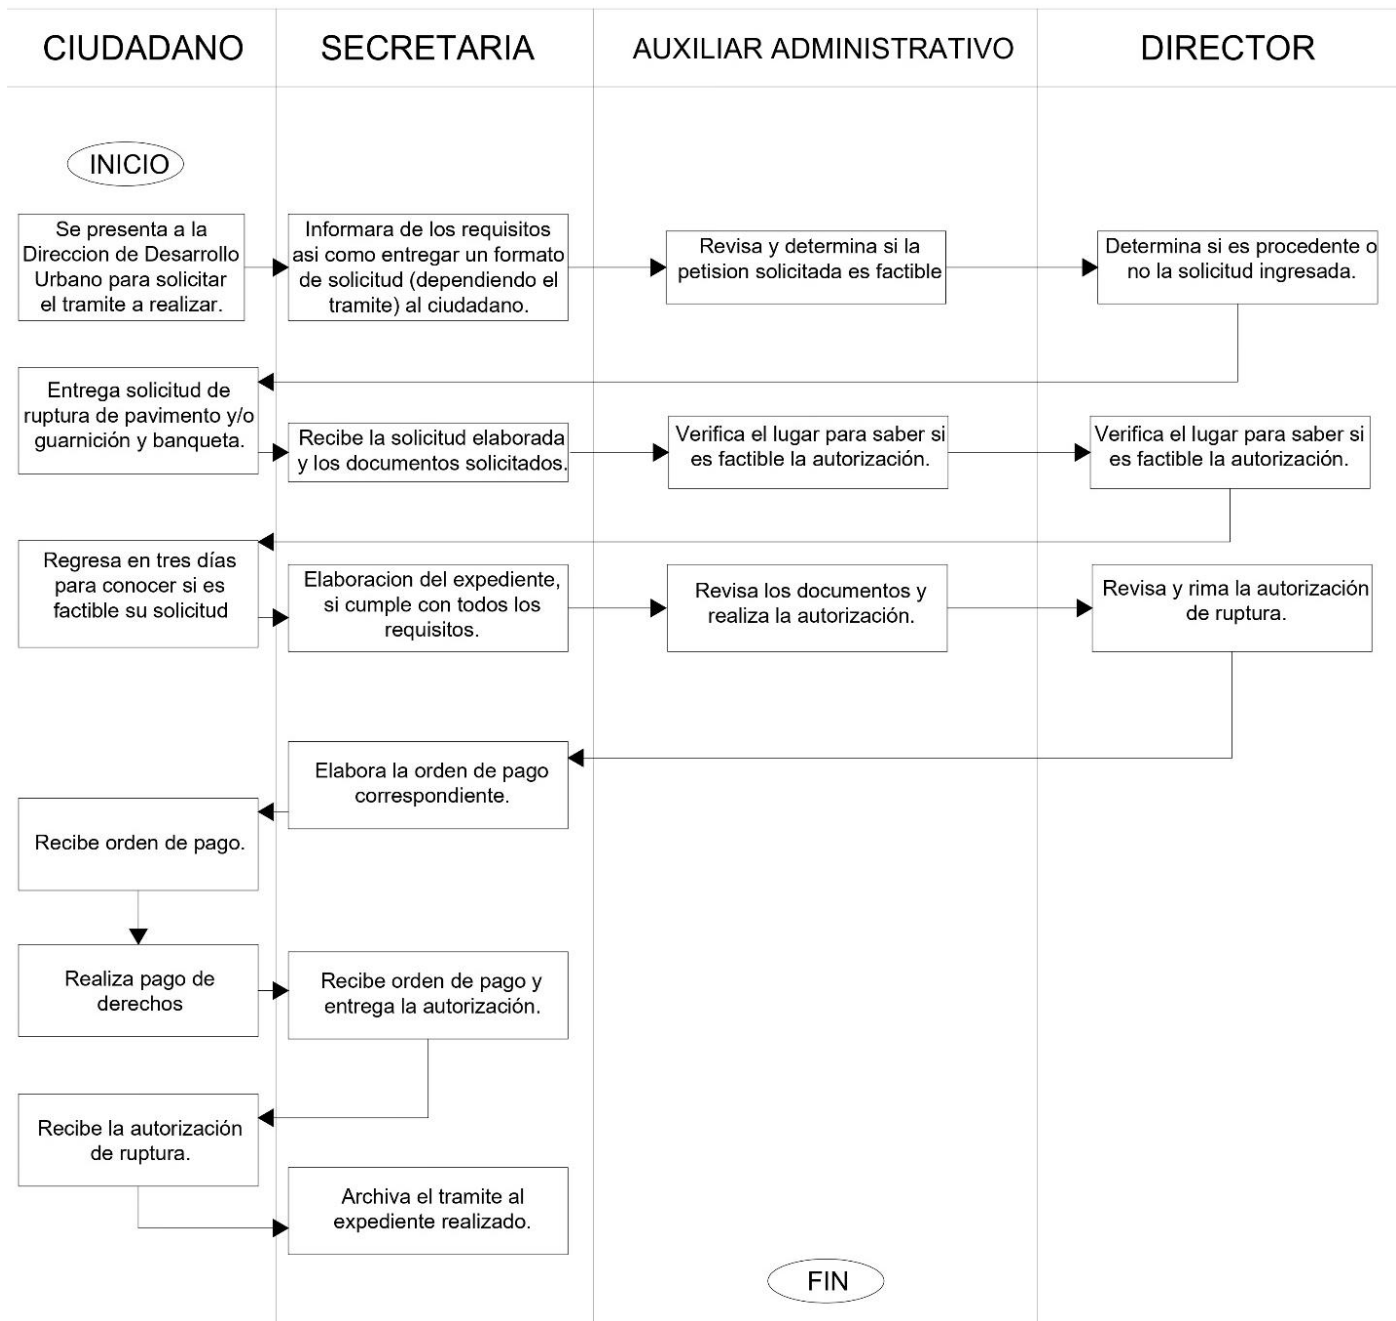 CIUDADANO
SECRETARIA
AUXILIAR ADMINISTRATIVO
DIRECTOR
INICIO
Se presenta a la
Direccion de Desarrollo
Urbano para solicitar
el tramite a realizar.
Informara de los requisitos
asi como entregar un formato
de solicitud (dependiendo el
tramite) al ciudadano.
Revisa y determina si la
petision solicitada es factible
Determina si es procedente o
no la solicitud ingresada.
Entrega solicitud de
ruptura de pavimento y/o
guarnición y banqueta.
Recibe la solicitud elaborada
y los documentos solicitados.
Verifica el lugar para saber si
es factible la autorización.
Verifica el lugar para saber si
es factible la autorización.
Regresa en tres días
para conocer si es
factible su solicitud
Elaboracion del expediente,
si cumple con todos los
requisitos.
Revisa los documentos y
realiza la autorización.
Revisa y rima la autorización
de ruptura.
Elabora la orden de pago
correspondiente.
Recibe orden de pago.
Realiza pago de
derechos
Recibe orden de pago y
entrega la autorización.
Recibe la autorización
de ruptura.
Archiva el tramite al
expediente realizado.
FIN